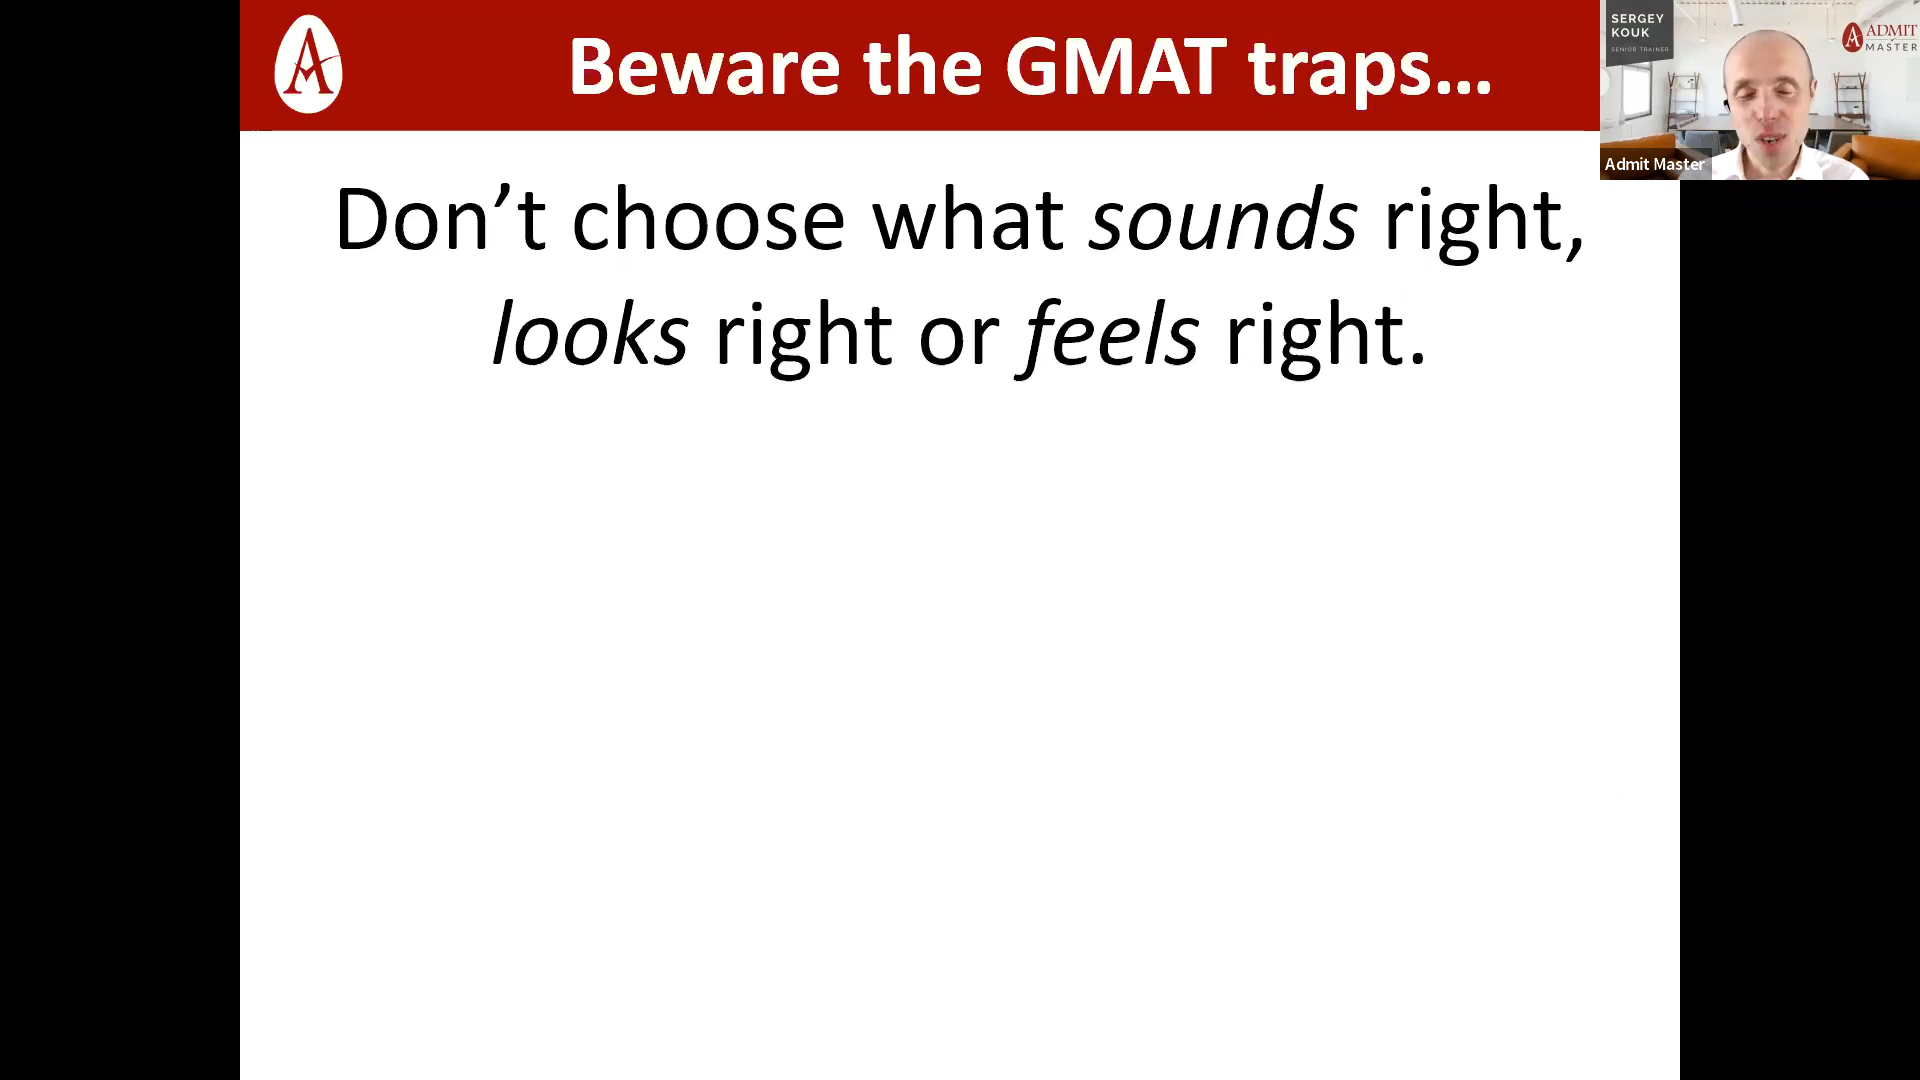 Beware the GMAT traps...
Don’t choose what sounds right,
looks right or feels right.
SERGEY
KOUK
SENIOR TRAINER
ADMIT
MASTER
Admit Master